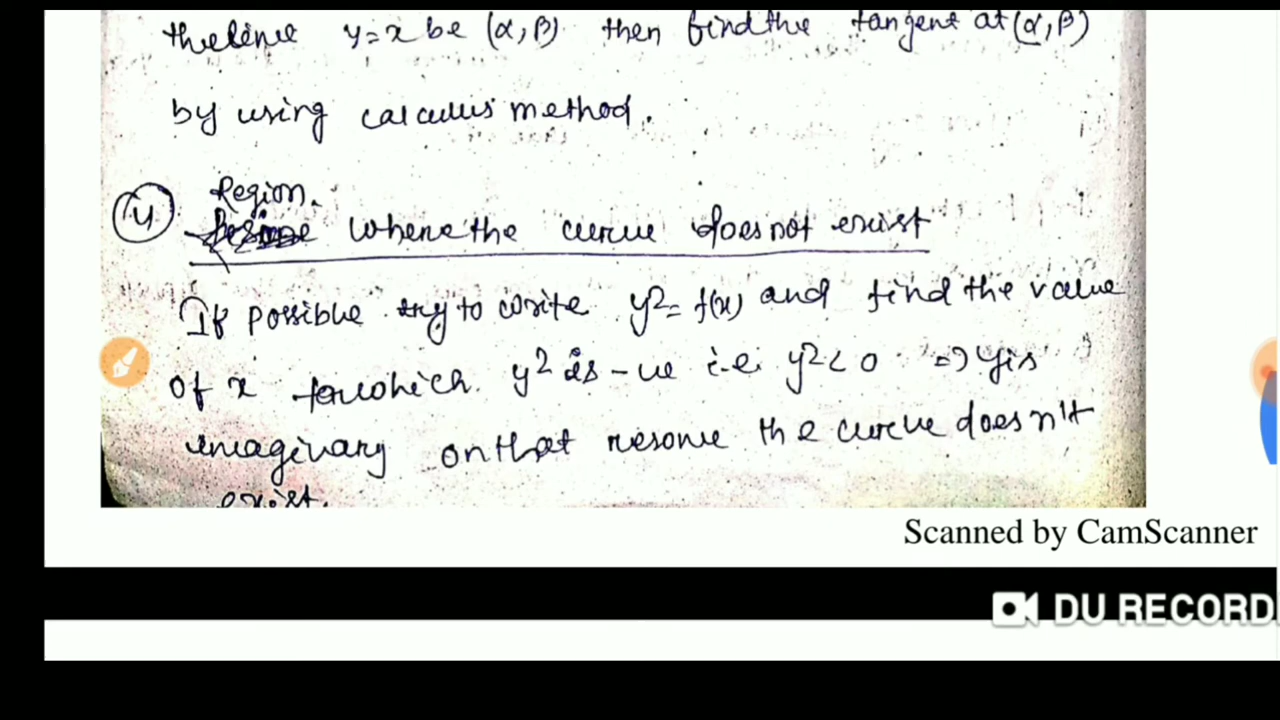 the line y=x be (α,β) then find the tangent at (α,β)
by using calculus method.
(4) Region.
where the curve does not exist
If possible try to write y²= f(x) and find the value
of x for which y² is -ve i.e. y²<0 => y is
imaginary on that resone the curve does n't
exist.
Scanned by CamScanner
DU RECORD